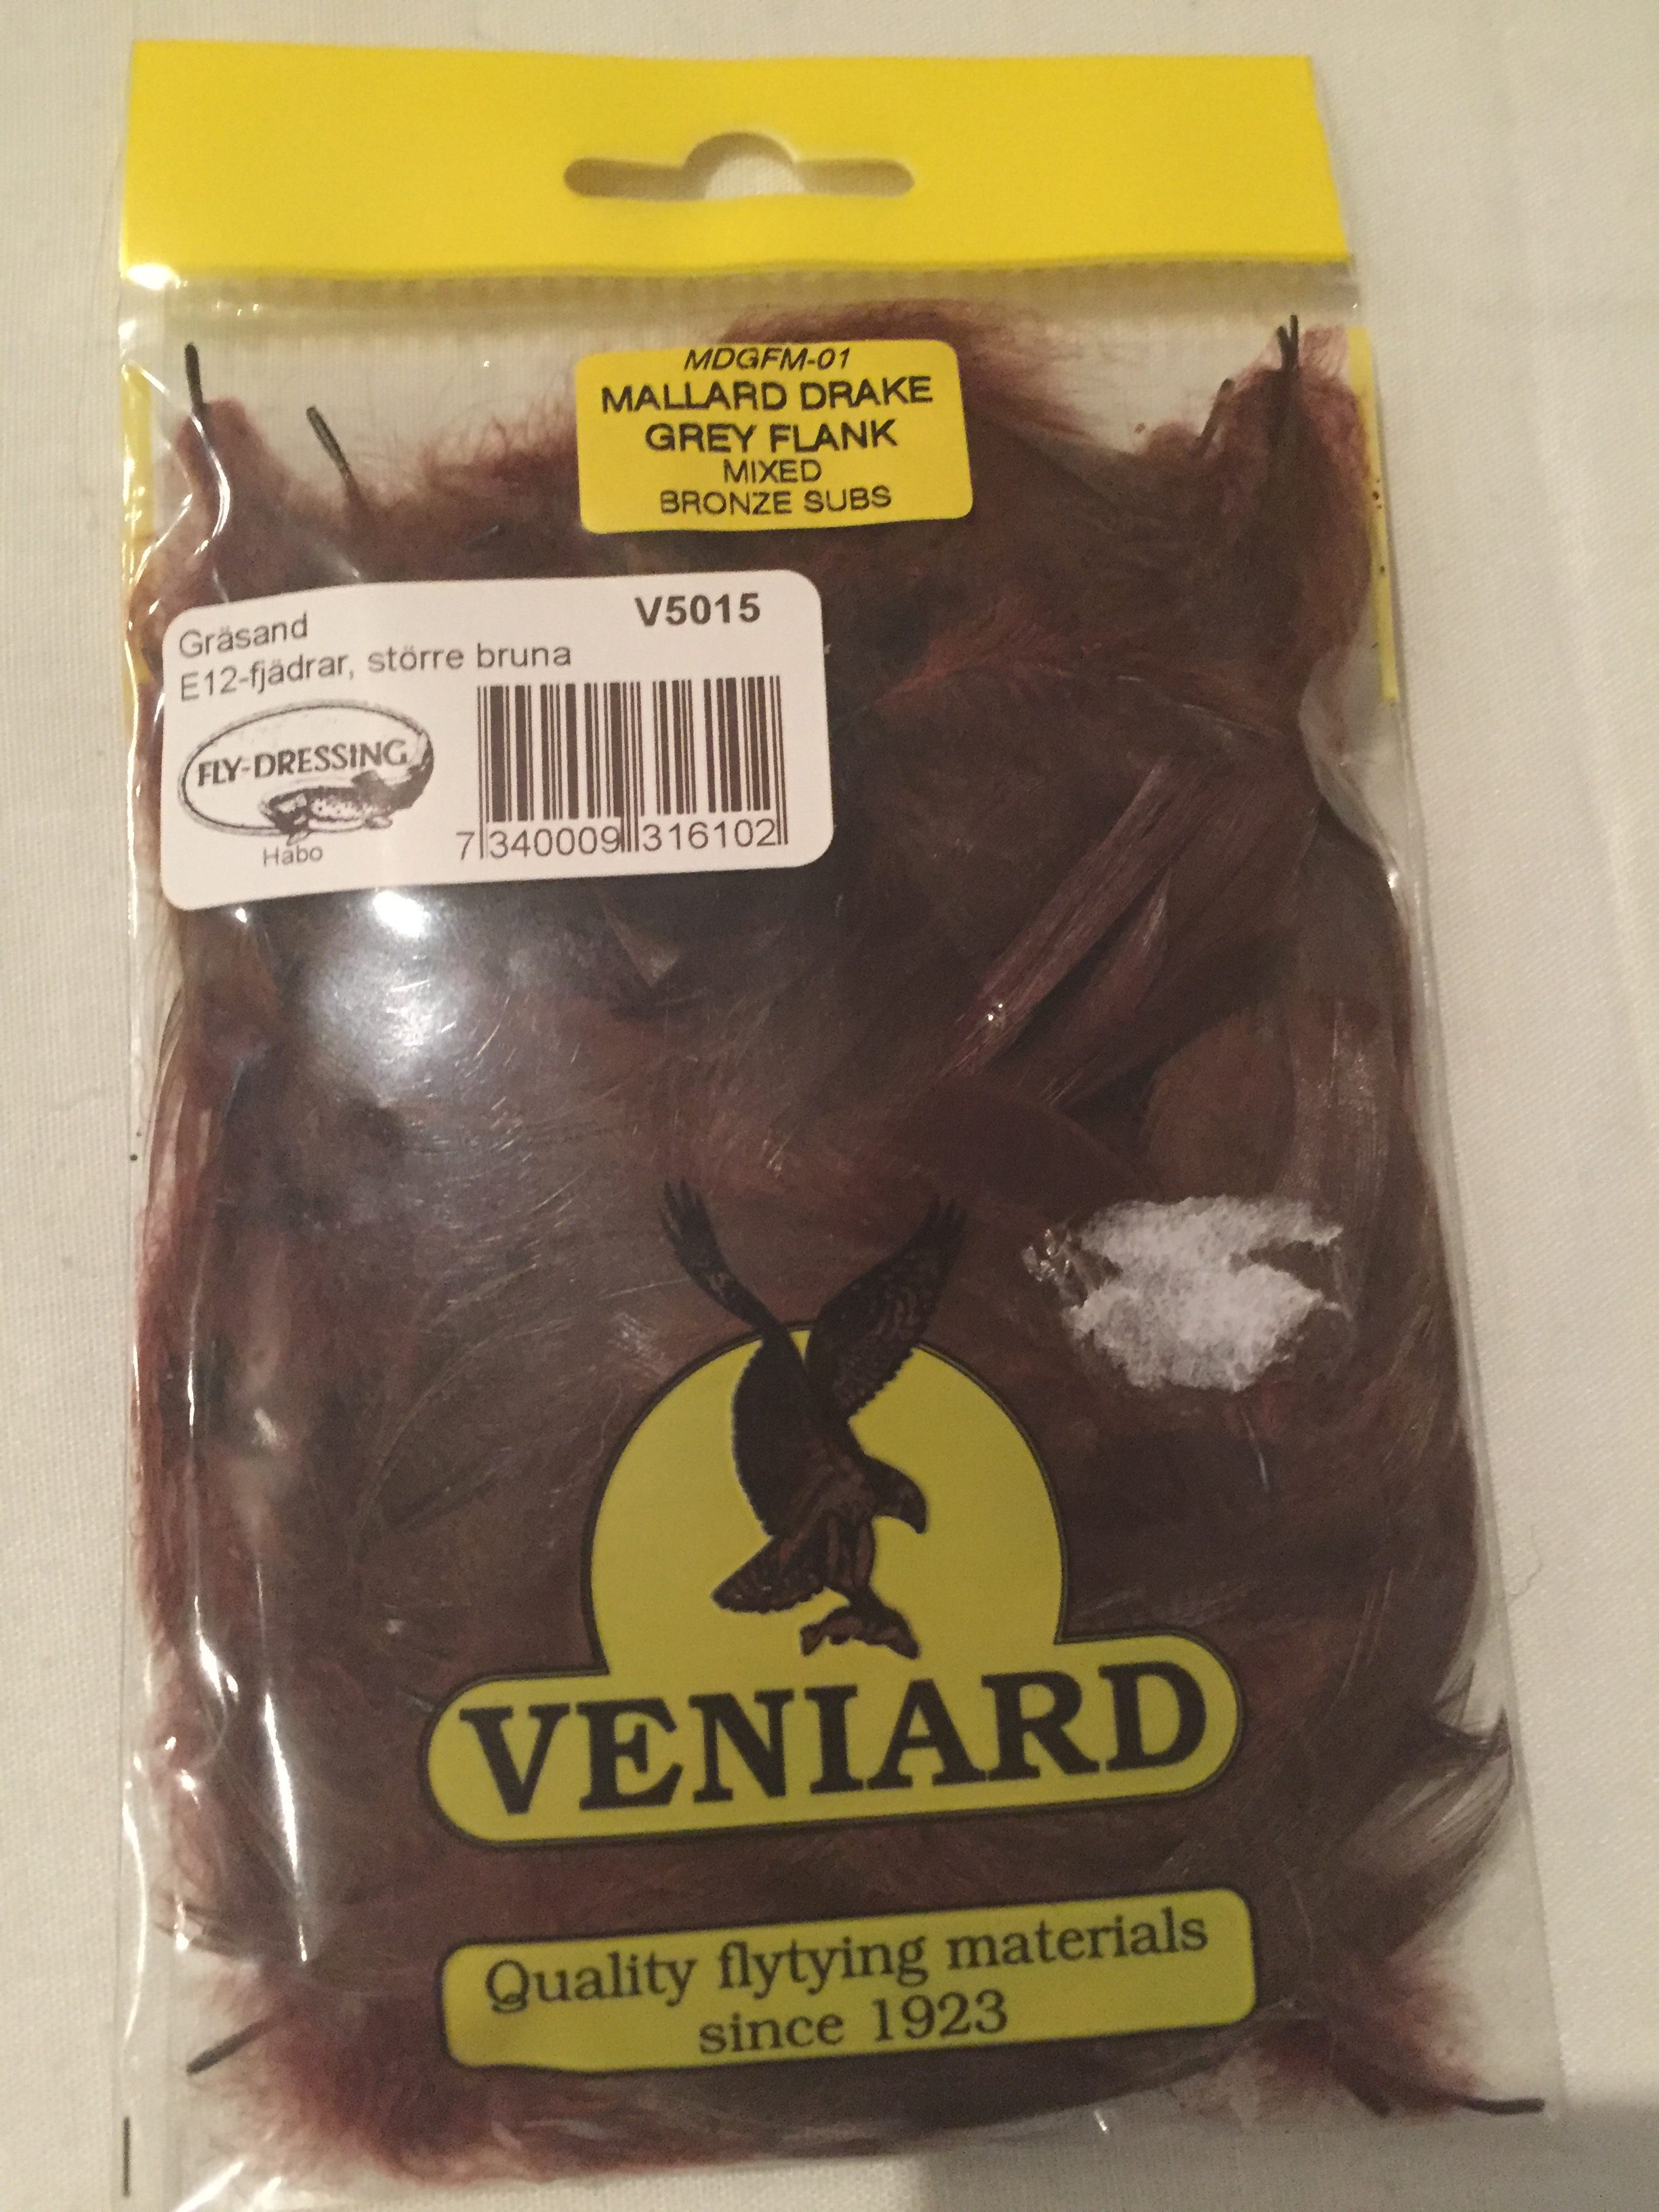 MDGFM-01
MALLARD DRAKE
GREY FLANK
MIXED
BRONZE SUBS
Gräsand V5015
E12-fjädrar, större bruna
FLY-DRESSING
Habo
7 340009 316102
VENIARD
Quality flytying materials
since 1923